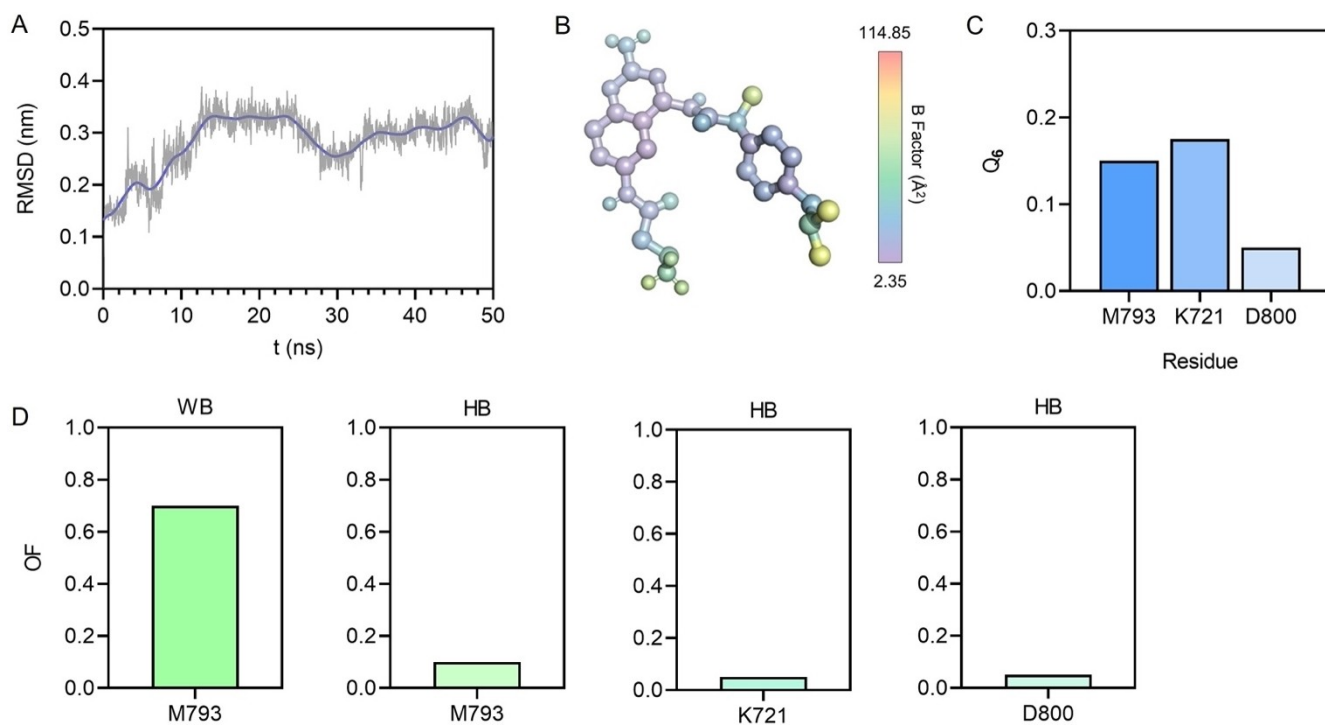 A
0.5
0.4
0.3
0.2
0.1
0.0
RMSD (nm)
0 10 20 30 40 50
t (ns)
B
114.85
B Factor (Å²)
2.35
C
0.3
0.2
0.1
0.0
Q₆
M793 K721 D800
Residue
D
WB
1.0
0.8
0.6
0.4
0.2
0.0
OF
M793
HB
1.0
0.8
0.6
0.4
0.2
0.0
M793
HB
1.0
0.8
0.6
0.4
0.2
0.0
K721
HB
1.0
0.8
0.6
0.4
0.2
0.0
D800